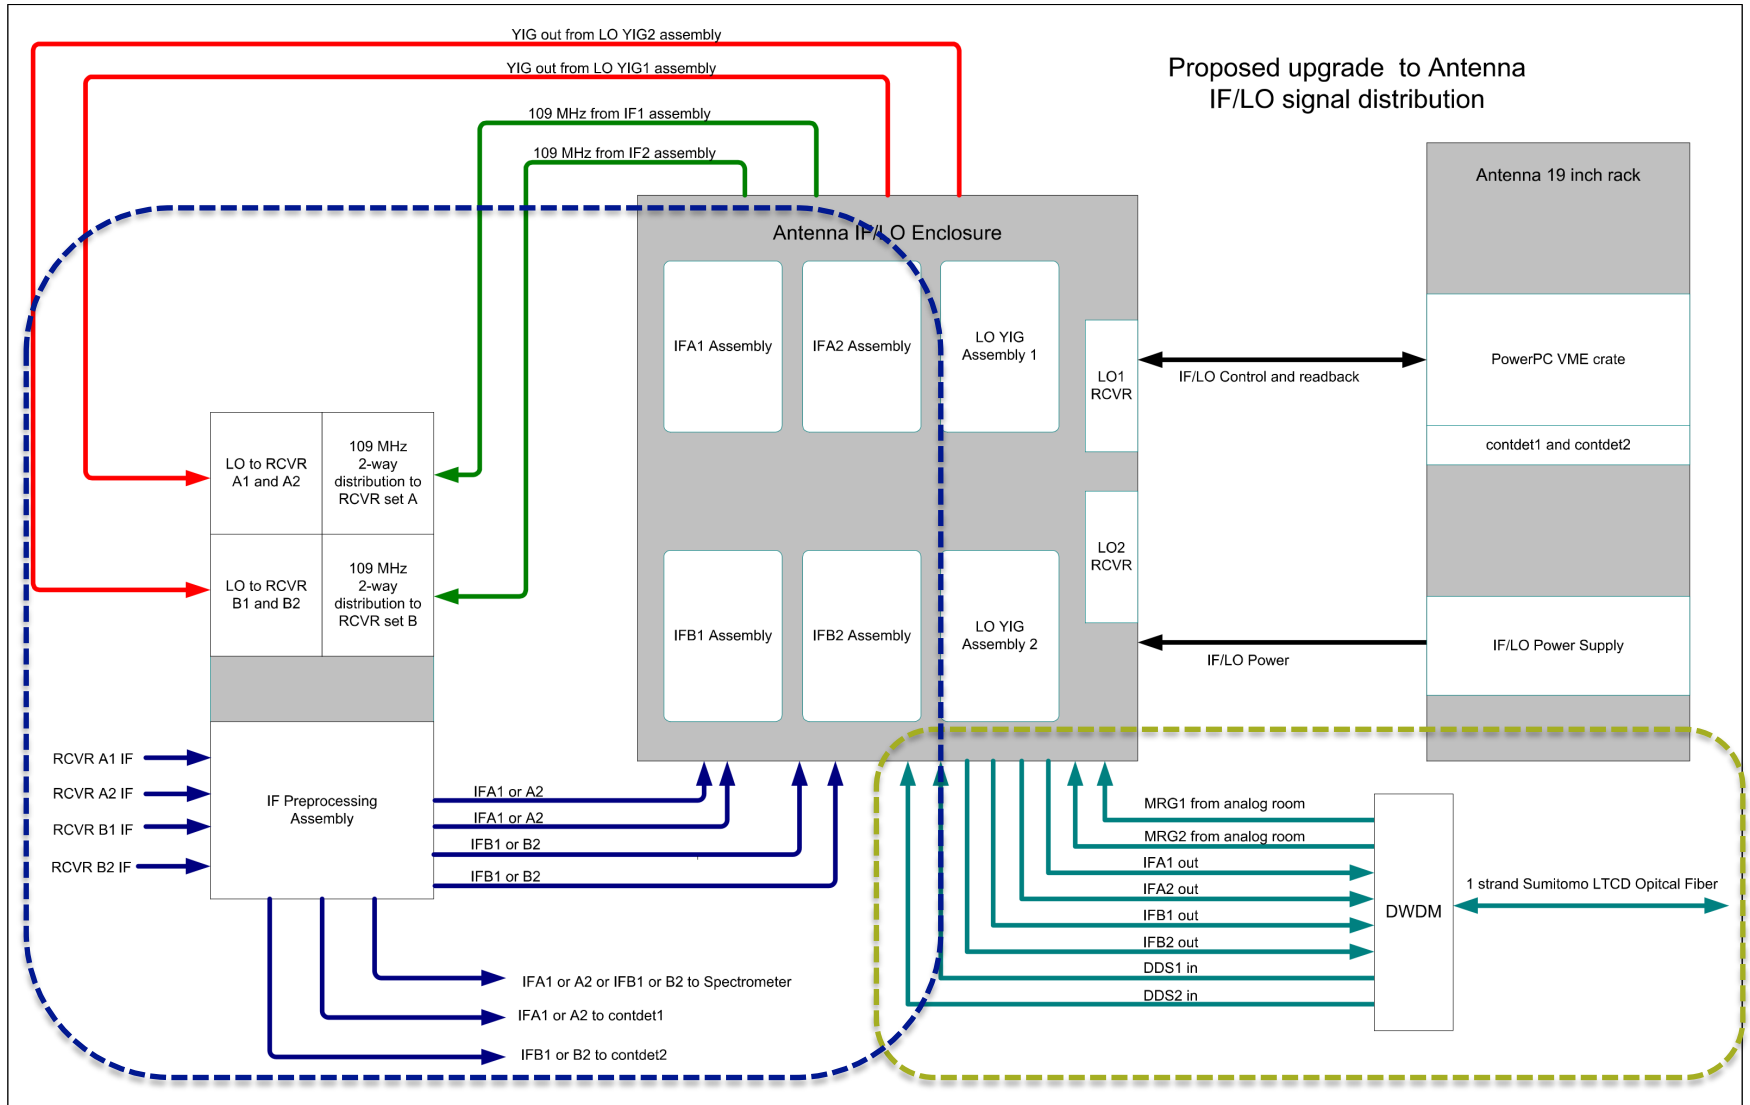 YIG out from LO YIG2 assembly
YIG out from LO YIG1 assembly
109 MHz from IF1 assembly
109 MHz from IF2 assembly
Proposed upgrade to Antenna
IF/LO signal distribution
Antenna 19 inch rack
Antenna IF/LO Enclosure
IFA1 Assembly
IFA2 Assembly
LO YIG
Assembly 1
LO1
RCVR
IF/LO Control and readback
PowerPC VME crate
contdet1 and contdet2
LO to RCVR
A1 and A2
109 MHz
2-way
distribution to
RCVR set A
LO to RCVR
B1 and B2
109 MHz
2-way
distribution to
RCVR set B
LO2
RCVR
IFB1 Assembly
IFB2 Assembly
LO YIG
Assembly 2
IF/LO Power
IF/LO Power Supply
RCVR A1 IF
RCVR A2 IF
RCVR B1 IF
RCVR B2 IF
IF Preprocessing
Assembly
IFA1 or A2
IFA1 or A2
IFB1 or B2
IFB1 or B2
MRG1 from analog room
MRG2 from analog room
IFA1 out
IFA2 out
IFB1 out
IFB2 out
DDS1 in
DDS2 in
DWDM
1 strand Sumitomo LTCD Opitcal Fiber
IFA1 or A2 or IFB1 or B2 to Spectrometer
IFA1 or A2 to contdet1
IFB1 or B2 to contdet2